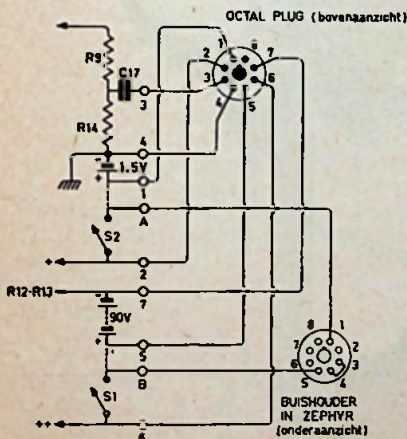 OCTAL PLUG (bovenaanzicht)
R9
C17
3
R14
4
- 1.5V
+ 1
A
S2
+ 2
R12-R13 7
-
90V
+
5
B
S1
++ 6
1 8 7
2
3 6
4 5
8 1
7 2
6 3
5 4
BUISHOUDER
IN ZEPHYR
(onderaanzicht)